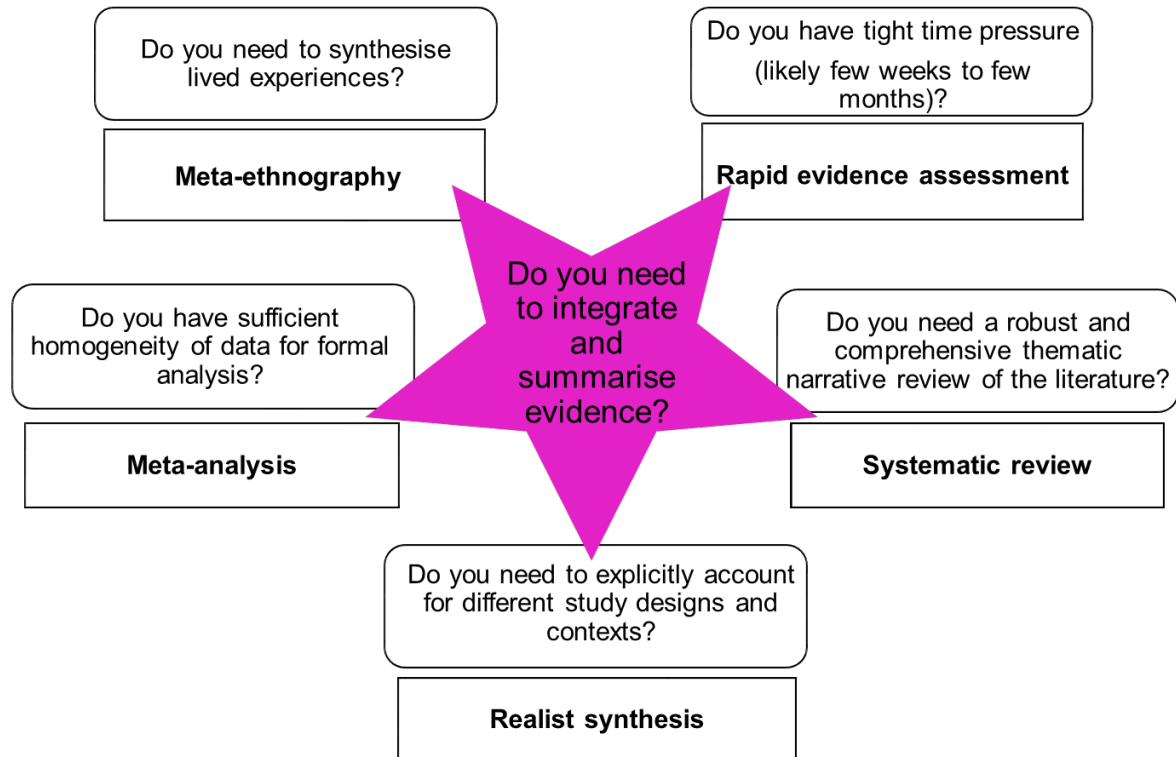 Do you need to synthesise
lived experiences?
Meta-ethnography
Do you have tight time pressure
(likely few weeks to few
months)?
Rapid evidence assessment
Do you need
to integrate
and
summarise
evidence?
Do you have sufficient
homogeneity of data for formal
analysis?
Meta-analysis
Do you need a robust and
comprehensive thematic
narrative review of the literature?
Systematic review
Do you need to explicitly account
for different study designs and
contexts?
Realist synthesis